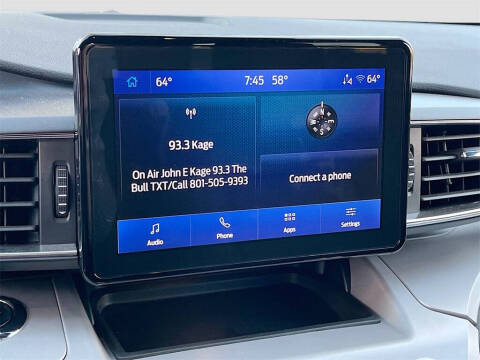 64° 7:45 58° 64°
93.3 Kage
On Air John E Kage 93.3 The
Bull TXT/Call 801-505-9393
Connect a phone
Audio
Phone
Apps
Settings